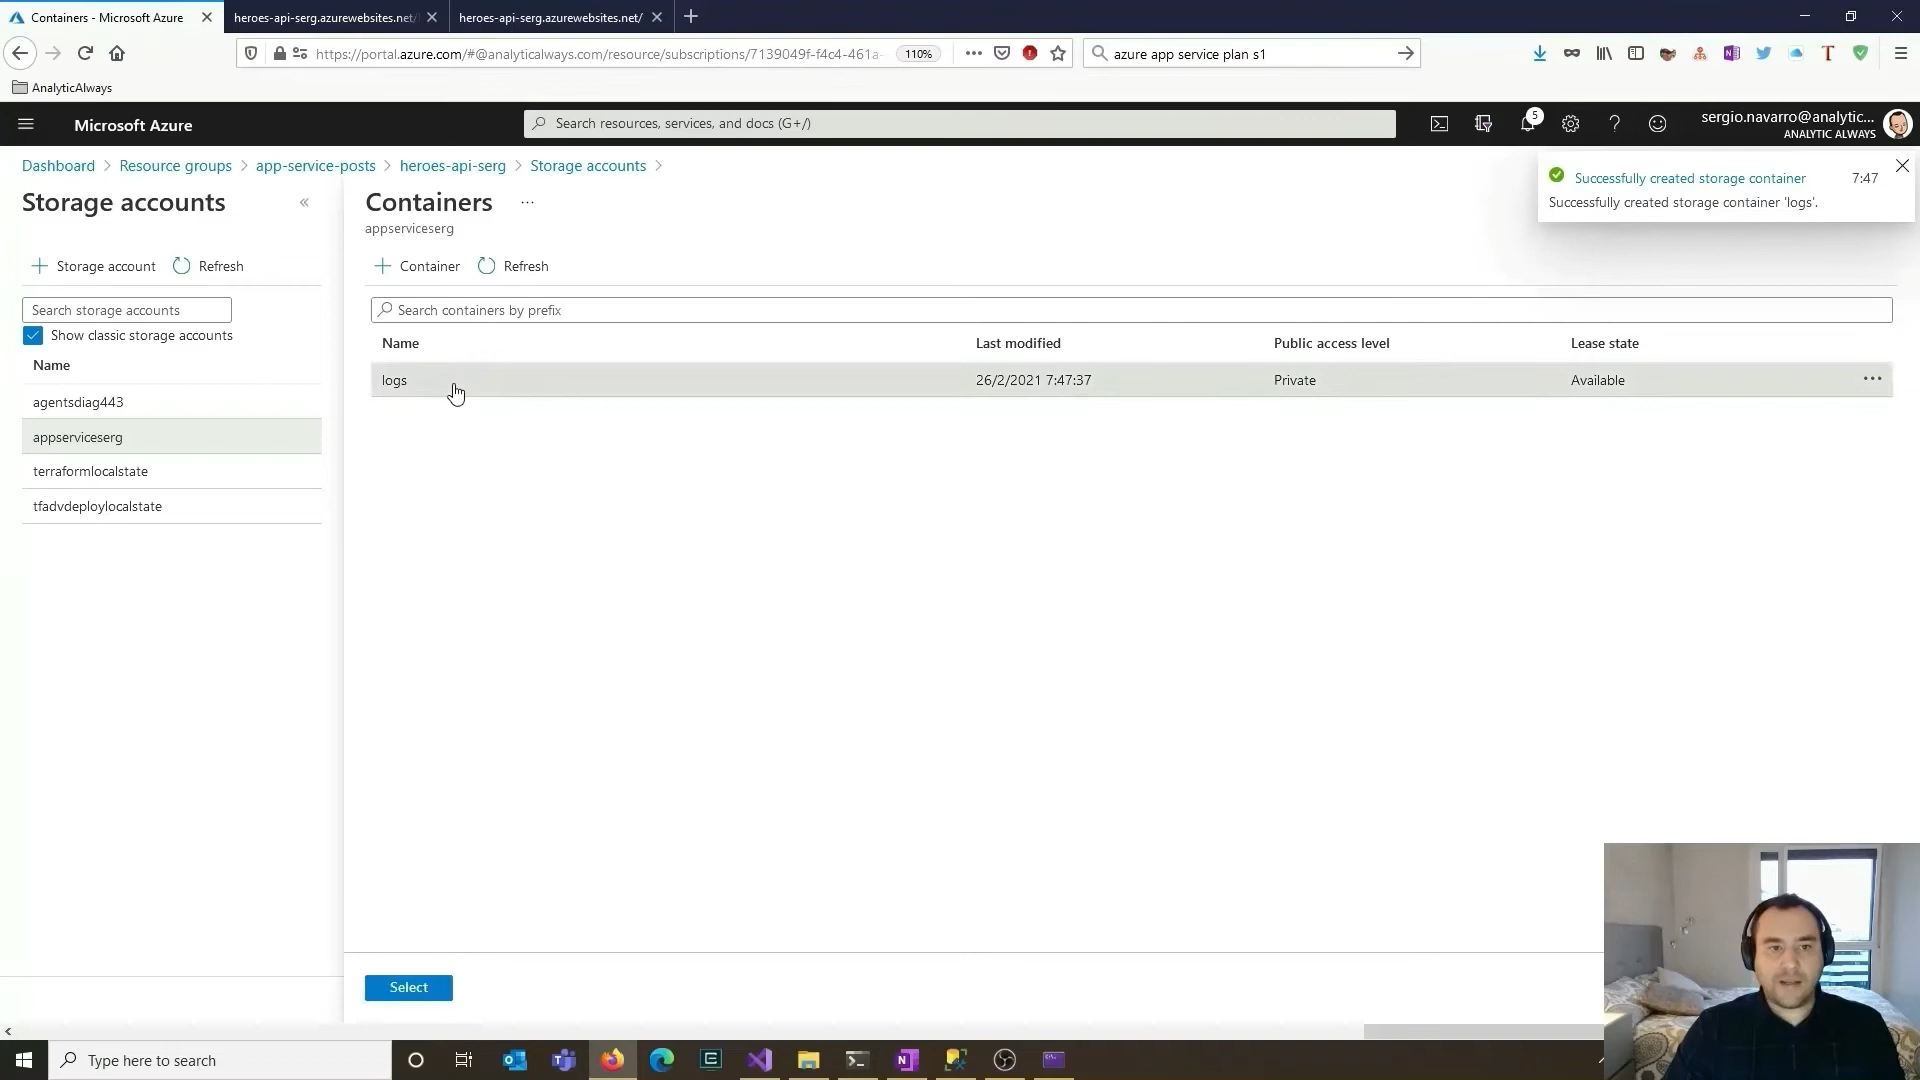 Containers - Microsoft Azure
heroes-api-serg.azurewebsites.net/
heroes-api-serg.azurewebsites.net/
https://portal.azure.com/#@analyticalways.com/resource/subscriptions/7139049f-f4c4-461a-
110%
azure app service plan s1
AnalyticAlways
Microsoft Azure
Search resources, services, and docs (G+/)
5
sergio.navarro@analytic...
ANALYTIC ALWAYS
Dashboard > Resource groups > app-service-posts > heroes-api-serg > Storage accounts >
Successfully created storage container
7:47
Successfully created storage container 'logs'.
Storage accounts
«
Storage account
Refresh
Search storage accounts
Show classic storage accounts
Name
agentsdiag443
appserviceserg
terraformlocalstate
tfadvdeploylocalstate
Containers
...
appserviceserg
Container
Refresh
Search containers by prefix
Name
Last modified
Public access level
Lease state
logs
26/2/2021 7:47:37
Private
Available
Select
Type here to search